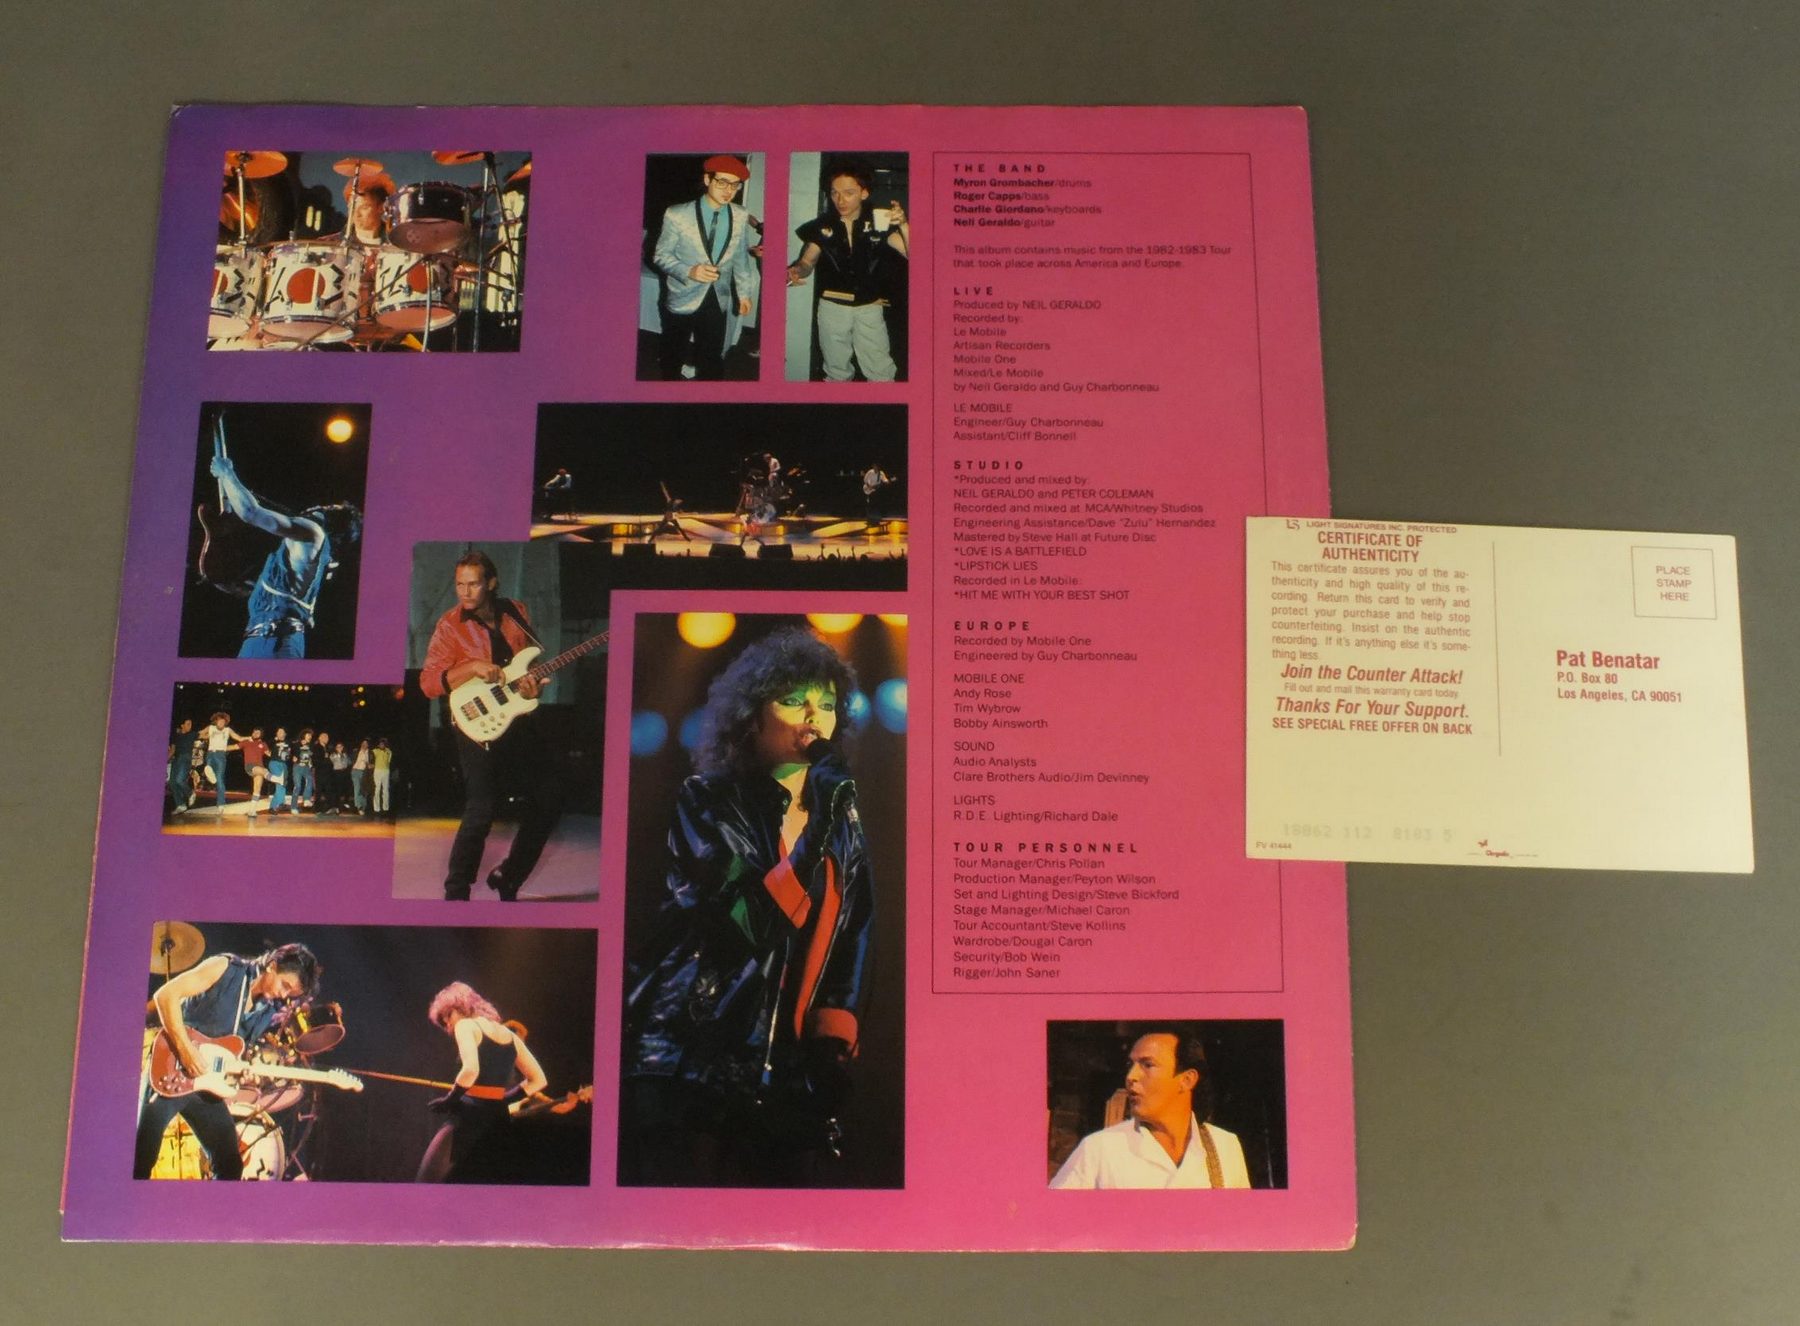 THE BAND
Myron Grombacher/drums
Roger Capps/bass
Charlie Giordano/keyboards
Neil Geraldo/guitar
This album contains music from the 1982-1983 Tour
that took place across America and Europe.
LIVE
Produced by NEIL GERALDO
Recorded by:
Le Mobile
Artisan Recorders
Mobile One
Mixed/Le Mobile
by Neil Geraldo and Guy Charbonneau
LE MOBILE
Engineer/Guy Charbonneau
Assistant/Cliff Bonnell
STUDIO
*Produced and mixed by:
NEIL GERALDO and PETER COLEMAN
Recorded and mixed at MCA/Whitney Studios
Engineering Assistance/Dave "Zulu" Hernandez
Mastered by Steve Hall at Future Disc
*LOVE IS A BATTLEFIELD
*LIPSTICK LIES
Recorded in Le Mobile:
*HIT ME WITH YOUR BEST SHOT
EUROPE
Recorded by Mobile One
Engineered by Guy Charbonneau
MOBILE ONE
Andy Rose
Tim Wybrow
Bobby Ainsworth
SOUND
Audio Analysts
Clare Brothers Audio/Jim Devinney
LIGHTS
R.D.E. Lighting/Richard Dale
TOUR PERSONNEL
Tour Manager/Chris Pollan
Production Manager/Peyton Wilson
Set and Lighting Design/Steve Bickford
Stage Manager/Michael Caron
Tour Accountant/Steve Kollins
Wardrobe/Dougal Caron
Security/Bob Wein
Rigger/John Saner
LS LIGHT SIGNATURES INC. PROTECTED
CERTIFICATE OF
AUTHENTICITY
This certificate assures you of the au-
thenticity and high quality of this re-
cording. Return this card to verify and
protect your purchase and help stop
counterfeiting. Insist on the authentic
recording. If it's anything else it's some-
thing less.
Join the Counter Attack!
Fill out and mail this warranty card today.
Thanks For Your Support.
SEE SPECIAL FREE OFFER ON BACK
18862 112 8103 5
FV 41444
Chrysalis
PLACE
STAMP
HERE
Pat Benatar
P.O. Box 80
Los Angeles, CA 90051